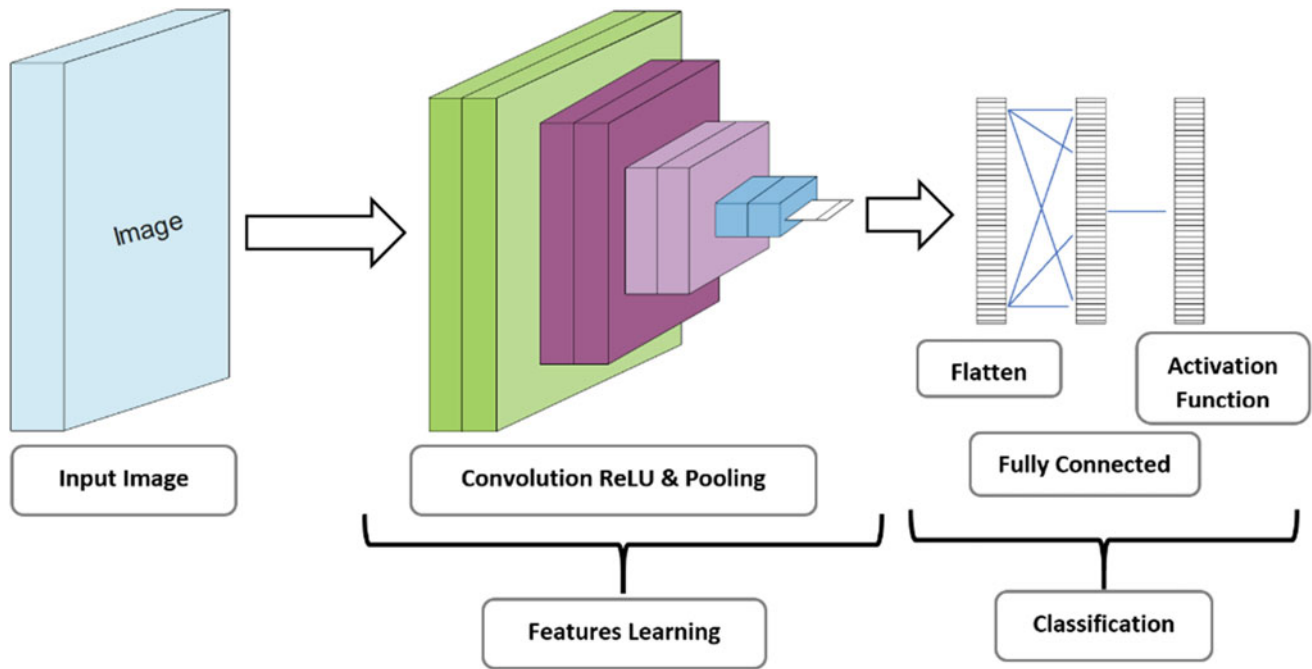 Image
Input Image
Convolution ReLU & Pooling
Flatten
Activation
Function
Fully Connected
Features Learning
Classification